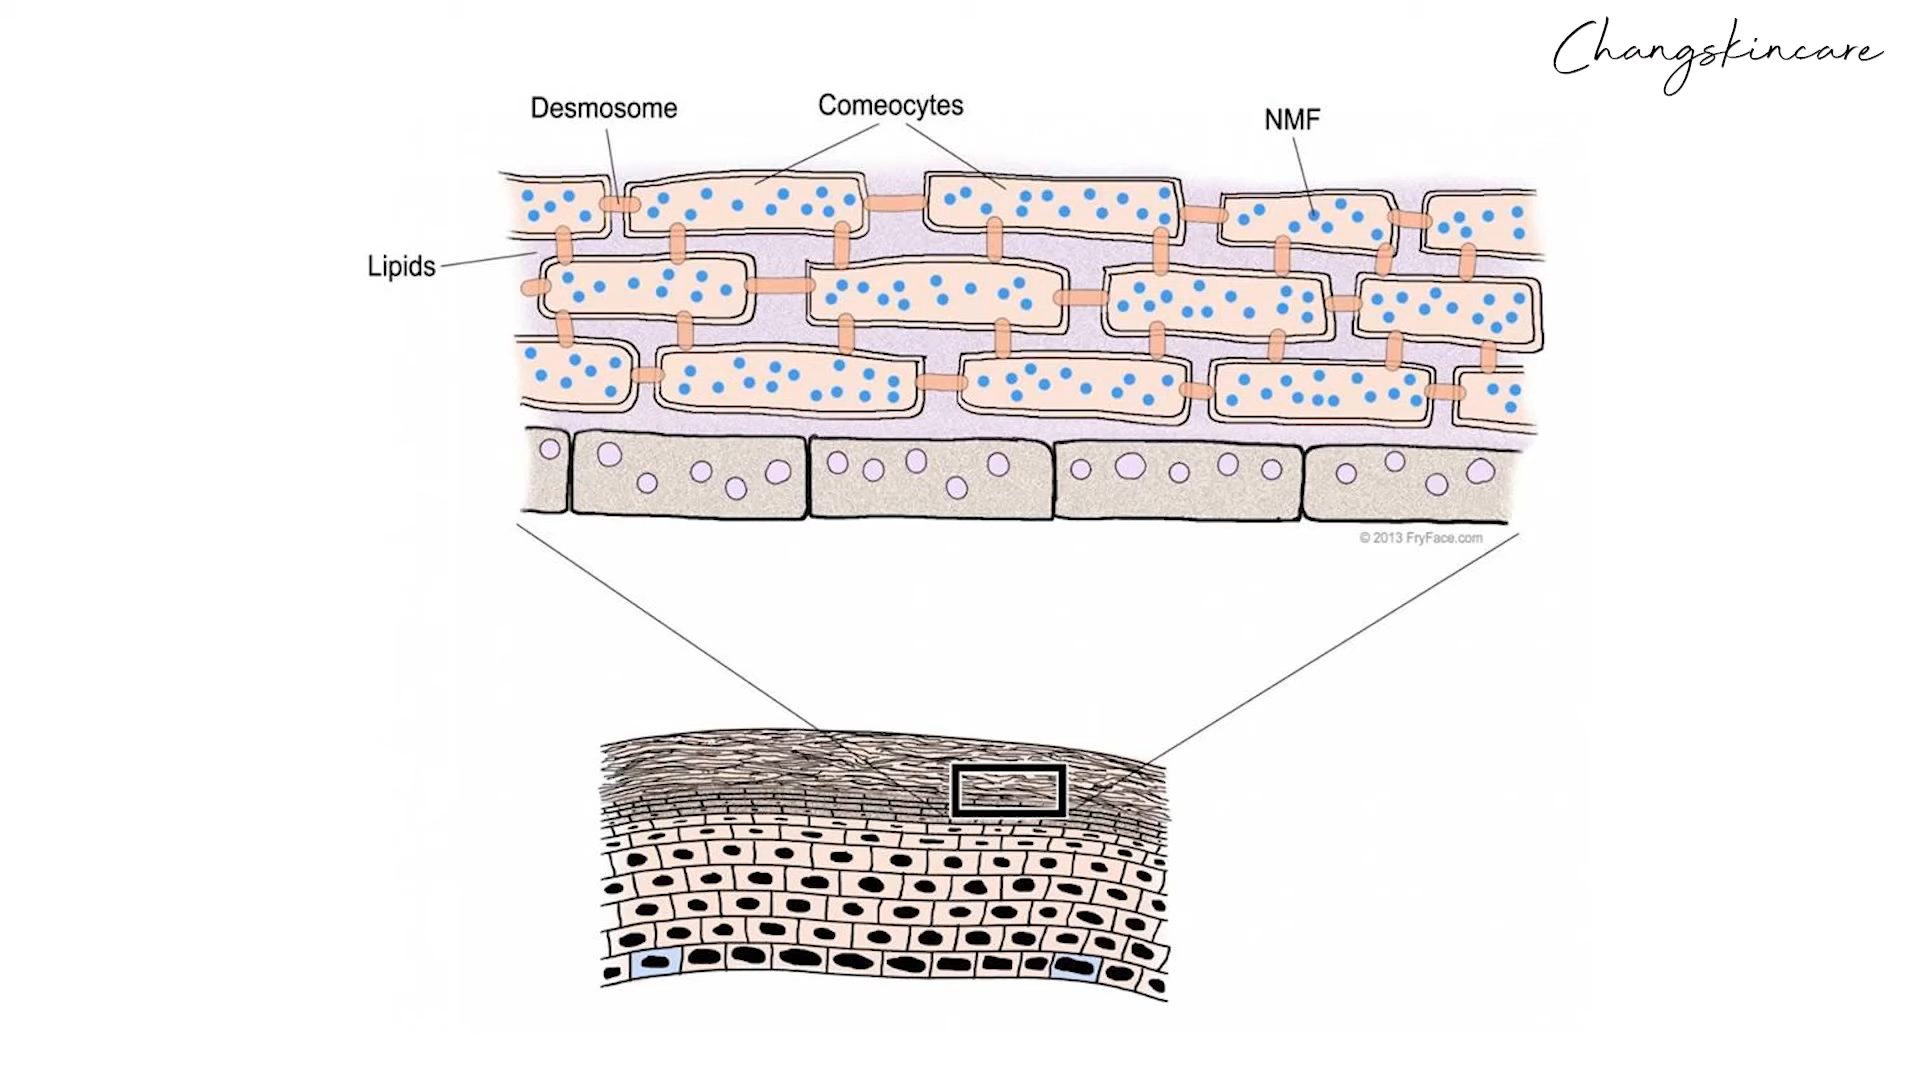 Changskincare
Desmosome
Comeocytes
NMF
Lipids
© 2013 FryFace.com